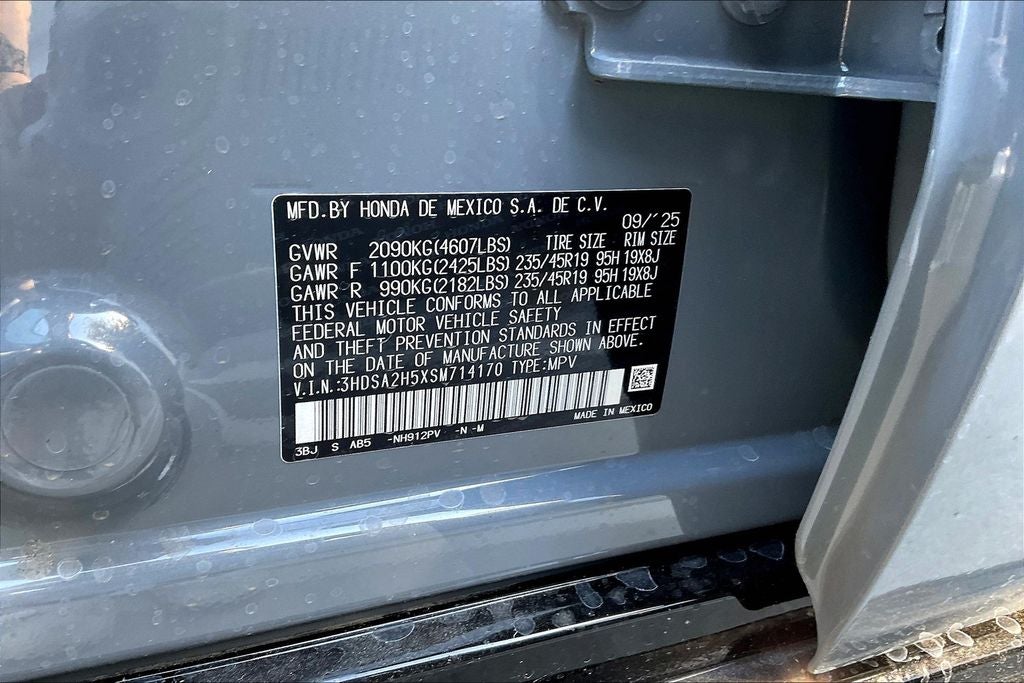 MFD.BY HONDA DE MEXICO S.A. DE C.V.
09/´25
GVWR 2090KG(4607LBS) TIRE SIZE RIM SIZE
GAWR F 1100KG(2425LBS) 235/45R19 95H 19X8J
GAWR R 990KG(2182LBS) 235/45R19 95H 19X8J
THIS VEHICLE CONFORMS TO ALL APPLICABLE
FEDERAL MOTOR VEHICLE SAFETY
AND THEFT PREVENTION STANDARDS IN EFFECT
ON THE DATE OF MANUFACTURE SHOWN ABOVE.
V.I.N.:3HDSA2H5XSM714170 TYPE:MPV
MADE IN MEXICO
3BJ S AB5 -NH912PV -N -M